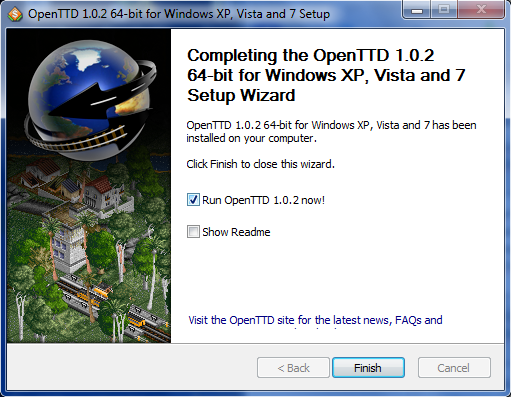 OpenTTD 1.0.2 64-bit for Windows XP, Vista and 7 Setup
Completing the OpenTTD 1.0.2
64-bit for Windows XP, Vista and 7
Setup Wizard
OpenTTD 1.0.2 64-bit for Windows XP, Vista and 7 has been
installed on your computer.
Click Finish to close this wizard.
Run OpenTTD 1.0.2 now!
Show Readme
Visit the OpenTTD site for the latest news, FAQs and
< Back
Finish
Cancel